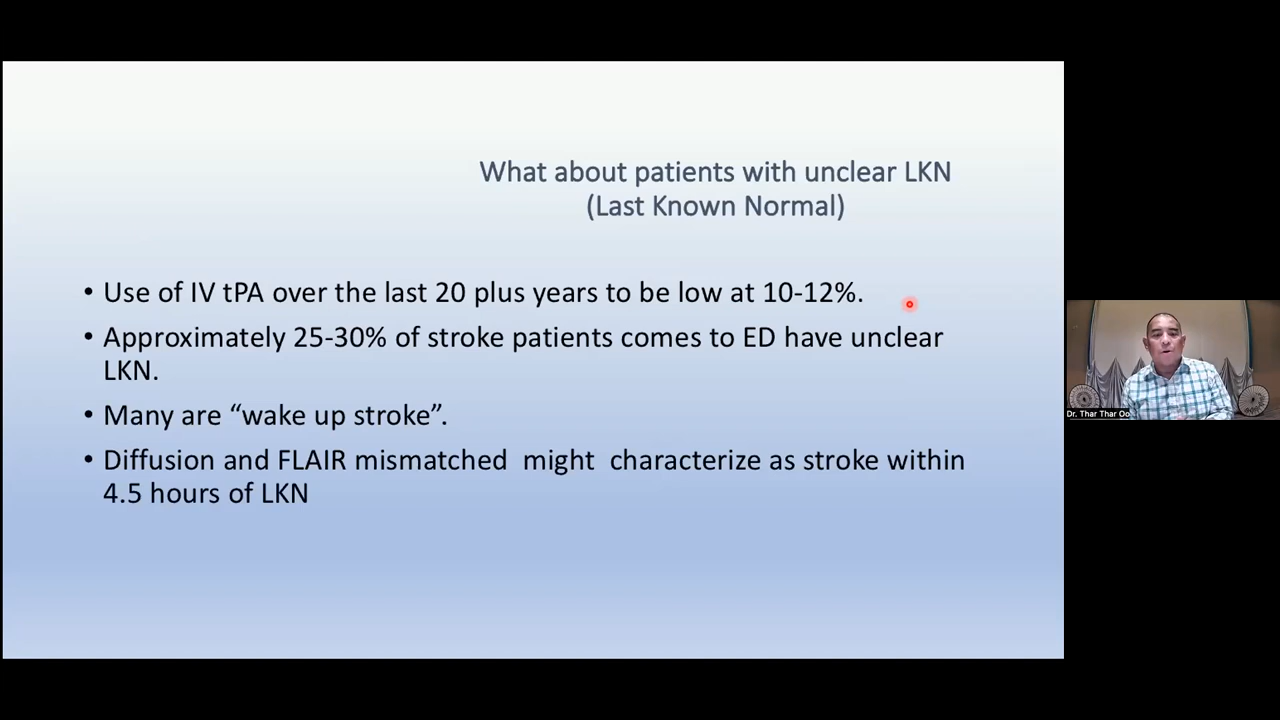 What about patients with unclear LKN
(Last Known Normal)
• Use of IV tPA over the last 20 plus years to be low at 10-12%.
• Approximately 25-30% of stroke patients comes to ED have unclear
LKN.
• Many are “wake up stroke”.
• Diffusion and FLAIR mismatched  might  characterize as stroke within
4.5 hours of LKN
Dr. Thar Thar Oo